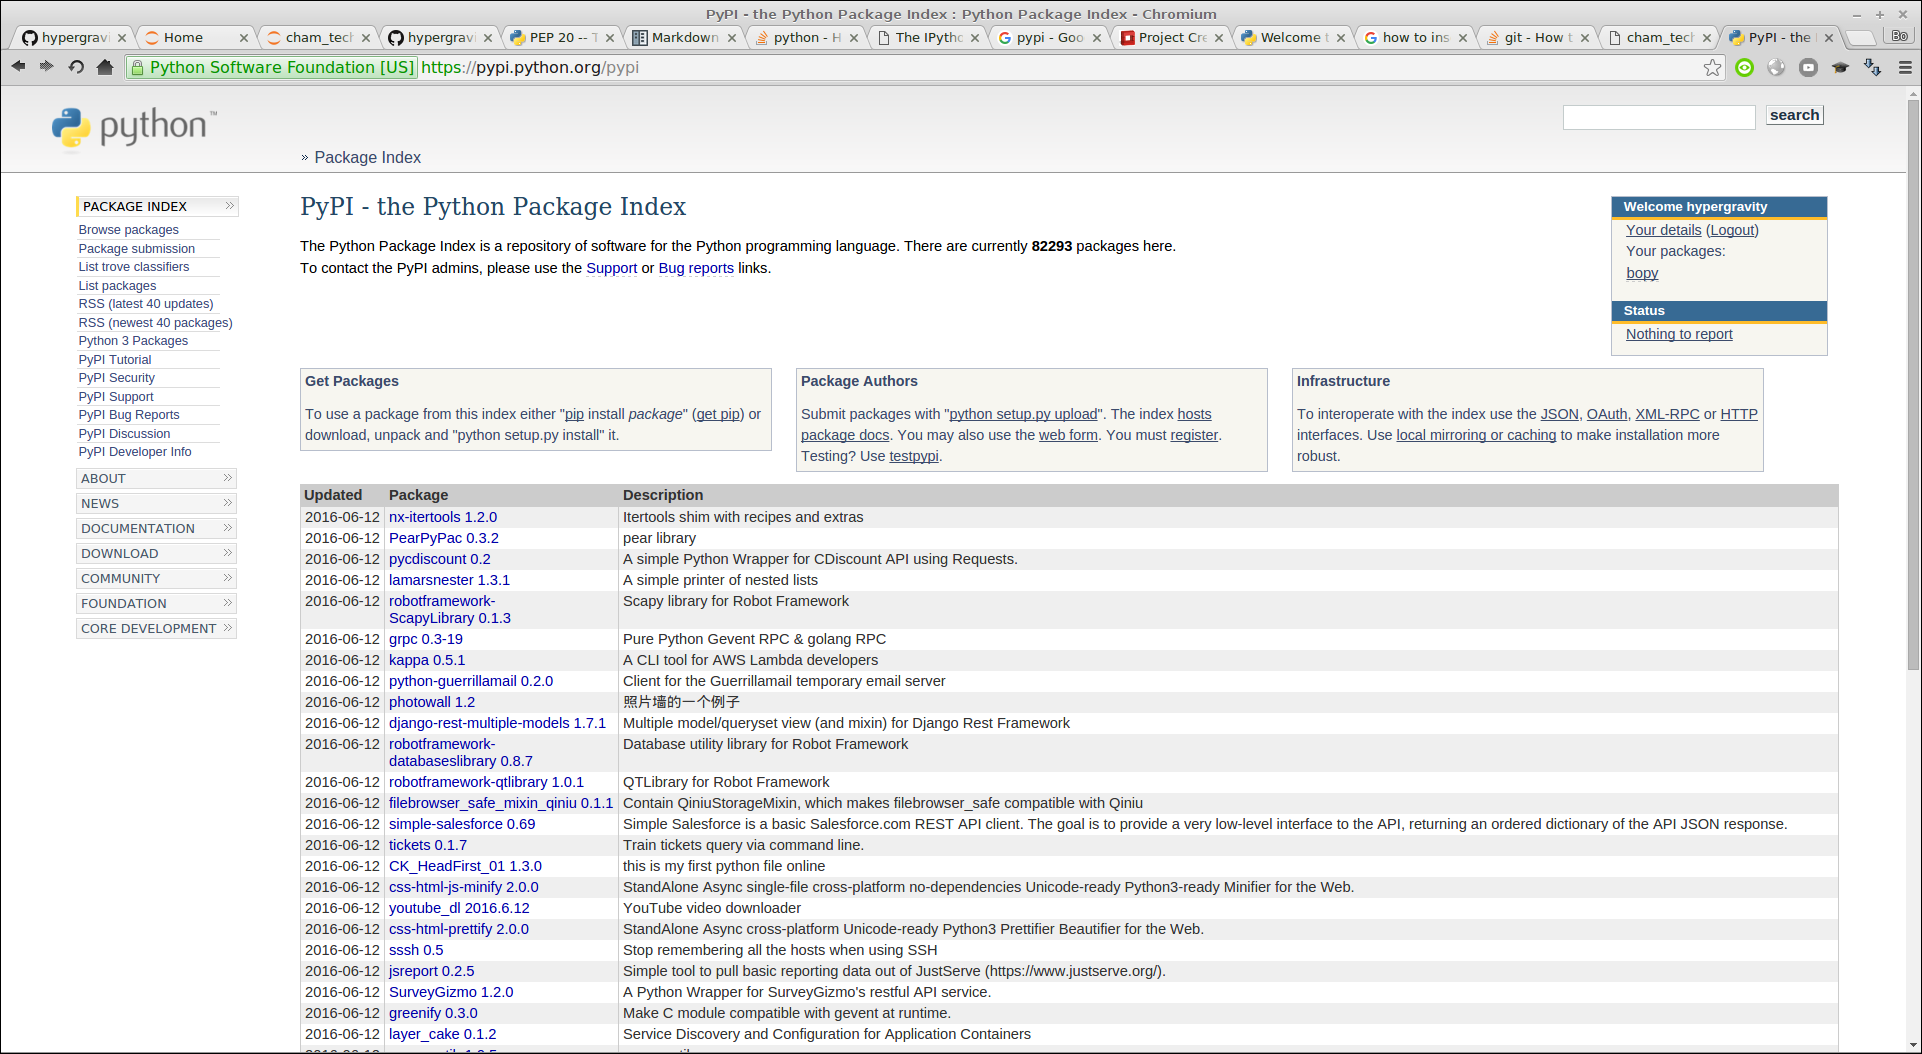 PyPI - the Python Package Index : Python Package Index - Chromium
hypergravi
Home
cham_tech
hypergravi
PEP 20 -- T
Markdown
python - H
The IPytho
pypi - Goo
Project Cre
Welcome t
how to ins
git - How t
cham_tech
PyPI - the
Bo
Python Software Foundation [US] https://pypi.python.org/pypi
python™
search
» Package Index
PACKAGE INDEX
Browse packages
Package submission
List trove classifiers
List packages
RSS (latest 40 updates)
RSS (newest 40 packages)
Python 3 Packages
PyPI Tutorial
PyPI Security
PyPI Support
PyPI Bug Reports
PyPI Discussion
PyPI Developer Info
ABOUT
NEWS
DOCUMENTATION
DOWNLOAD
COMMUNITY
FOUNDATION
CORE DEVELOPMENT
PyPI - the Python Package Index
The Python Package Index is a repository of software for the Python programming language. There are currently 82293 packages here.
To contact the PyPI admins, please use the Support or Bug reports links.
Welcome hypergravity
Your details (Logout)
Your packages:
bopy
Status
Nothing to report
Get Packages
To use a package from this index either "pip install package" (get pip) or
download, unpack and "python setup.py install" it.
Package Authors
Submit packages with "python setup.py upload". The index hosts
package docs. You may also use the web form. You must register.
Testing? Use testpypi.
Infrastructure
To interoperate with the index use the JSON, OAuth, XML-RPC or HTTP
interfaces. Use local mirroring or caching to make installation more
robust.
Updated Package Description
2016-06-12 nx-itertools 1.2.0 Itertools shim with recipes and extras
2016-06-12 PearPyPac 0.3.2 pear library
2016-06-12 pycdiscount 0.2 A simple Python Wrapper for CDiscount API using Requests.
2016-06-12 lamarsnester 1.3.1 A simple printer of nested lists
2016-06-12 robotframework- Scapy library for Robot Framework
ScapyLibrary 0.1.3
2016-06-12 grpc 0.3-19 Pure Python Gevent RPC & golang RPC
2016-06-12 kappa 0.5.1 A CLI tool for AWS Lambda developers
2016-06-12 python-guerrillamail 0.2.0 Client for the Guerrillamail temporary email server
2016-06-12 photowall 1.2 照片墙的一个例子
2016-06-12 django-rest-multiple-models 1.7.1 Multiple model/queryset view (and mixin) for Django Rest Framework
2016-06-12 robotframework- Database utility library for Robot Framework
databaseslibrary 0.8.7
2016-06-12 robotframework-qtlibrary 1.0.1 QTLibrary for Robot Framework
2016-06-12 filebrowser_safe_mixin_qiniu 0.1.1 Contain QiniuStorageMixin, which makes filebrowser_safe compatible with Qiniu
2016-06-12 simple-salesforce 0.69 Simple Salesforce is a basic Salesforce.com REST API client. The goal is to provide a very low-level interface to the API, returning an ordered dictionary of the API JSON response.
2016-06-12 tickets 0.1.7 Train tickets query via command line.
2016-06-12 CK_HeadFirst_01 1.3.0 this is my first python file online
2016-06-12 css-html-js-minify 2.0.0 StandAlone Async single-file cross-platform no-dependencies Unicode-ready Python3-ready Minifier for the Web.
2016-06-12 youtube_dl 2016.6.12 YouTube video downloader
2016-06-12 css-html-prettify 2.0.0 StandAlone Async cross-platform Unicode-ready Python3 Prettifier Beautifier for the Web.
2016-06-12 sssh 0.5 Stop remembering all the hosts when using SSH
2016-06-12 jsreport 0.2.5 Simple tool to pull basic reporting data out of JustServe (https://www.justserve.org/).
2016-06-12 SurveyGizmo 1.2.0 A Python Wrapper for SurveyGizmo's restful API service.
2016-06-12 greenify 0.3.0 Make C module compatible with gevent at runtime.
2016-06-12 layer_cake 0.1.2 Service Discovery and Configuration for Application Containers